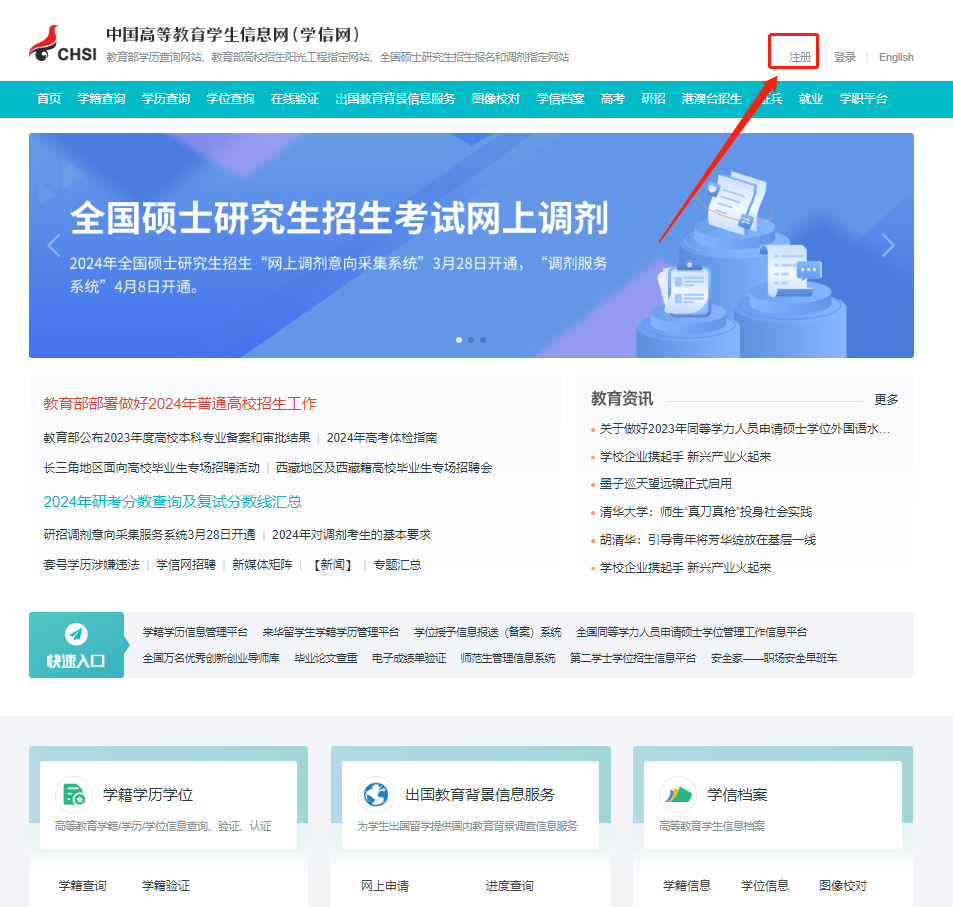 中国高等教育学生信息网(学信网)
CHSI
教育部学历查询网站、教育部高校招生阳光工程指定网站、全国硕士研究生招生报名和调剂指定网站
注册 | 登录 | English
首页 学籍查询 学历查询 学位查询 在线验证 出国教育背景信息服务 图像校对 学信档案 高考 研招 港澳台招生 征兵 就业 学职平台
全国硕士研究生招生考试网上调剂
2024年全国硕士研究生招生“网上调剂意向采集系统”3月28日开通，“调剂服务
系统”4月8日开通。
教育部部署做好2024年普通高校招生工作
教育部公布2023年度高校本科专业备案和审批结果 | 2024年高考体检指南
长三角地区面向高校毕业生专场招聘活动 | 西藏地区及西藏籍高校毕业生专场招聘会
2024年研考分数查询及复试分数线汇总
研招调剂意向采集服务系统3月28日开通 | 2024年对调剂考生的基本要求
套号学历涉嫌违法 | 学信网招聘 | 新媒体矩阵 | 【新闻】 | 专题汇总
教育资讯 更多
关于做好2023年同等学力人员申请硕士学位外国语水…
学校企业携起手 新兴产业火起来
墨子巡天望远镜正式启用
清华大学：师生“真刀真枪”投身社会实践
胡清华：引导青年将芳华绽放在基层一线
学校企业携起手 新兴产业火起来
快速入口
学籍学历信息管理平台 来华留学生学籍学历管理平台 学位授予信息报送（备案）系统 全国同等学力人员申请硕士学位管理工作信息平台
全国万名优秀创新创业导师库 毕业论文查重 电子成绩单验证 师范生管理信息系统 第二学士学位招生信息平台 安全家——职场安全早班车
学籍学历学位
高等教育学籍/学历/学位信息查询、验证、认证
学籍查询 学籍验证
出国教育背景信息服务
为学生出国留学提供国内教育背景调查信息服务
网上申请 进度查询
学信档案
高等教育学生信息档案
学籍信息 学位信息 图像校对